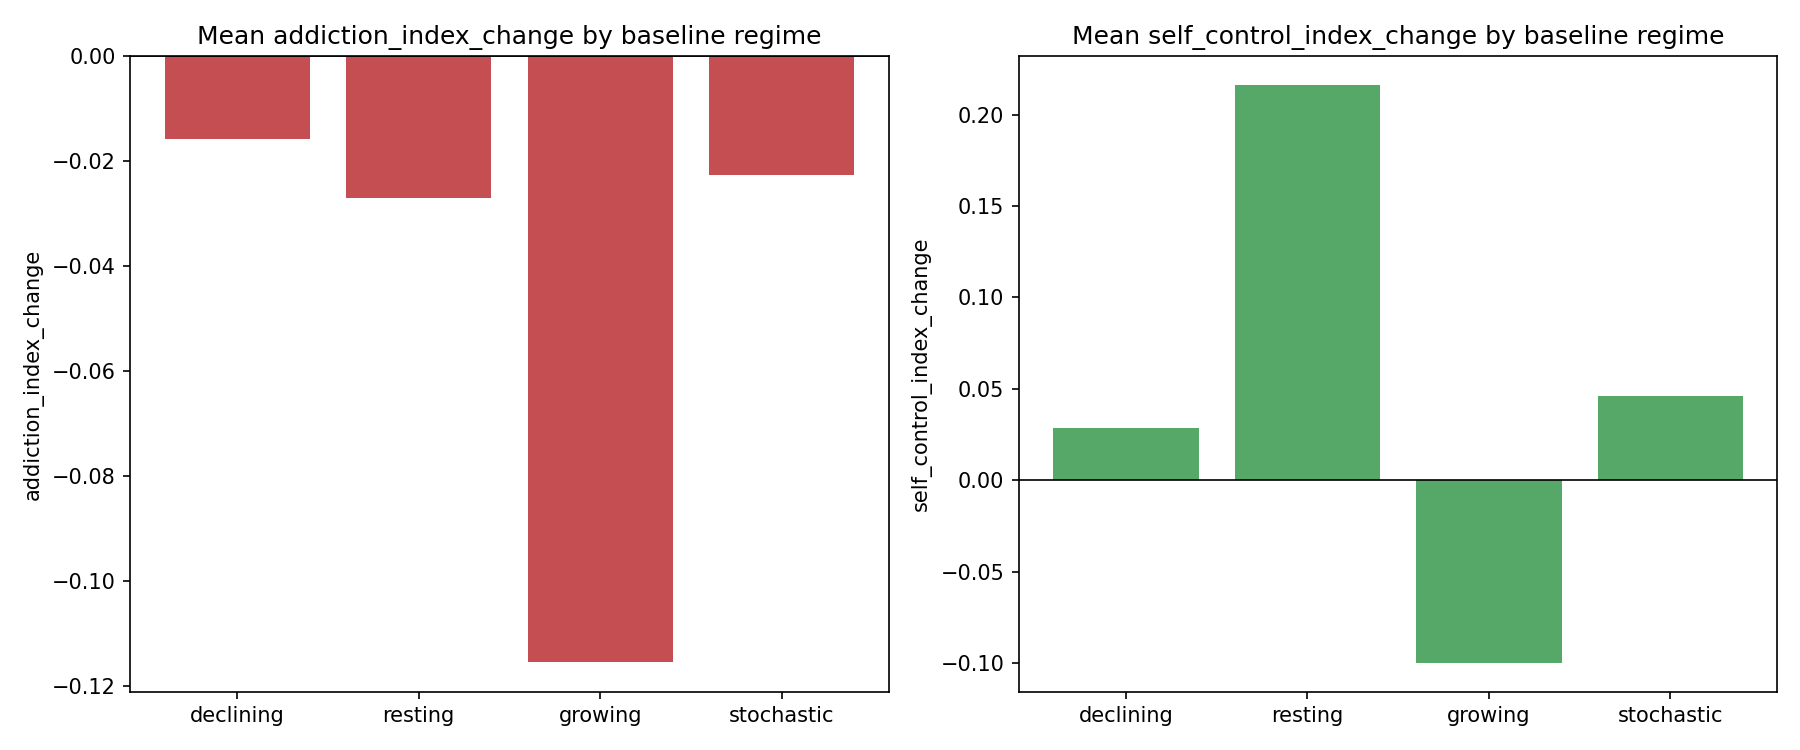 Mean addiction_index_change by baseline regime
0.00
−0.02
−0.04
−0.06
−0.08
−0.10
−0.12
addiction_index_change
declining resting growing stochastic
Mean self_control_index_change by baseline regime
0.20
0.15
0.10
0.05
0.00
−0.05
−0.10
self_control_index_change
declining resting growing stochastic